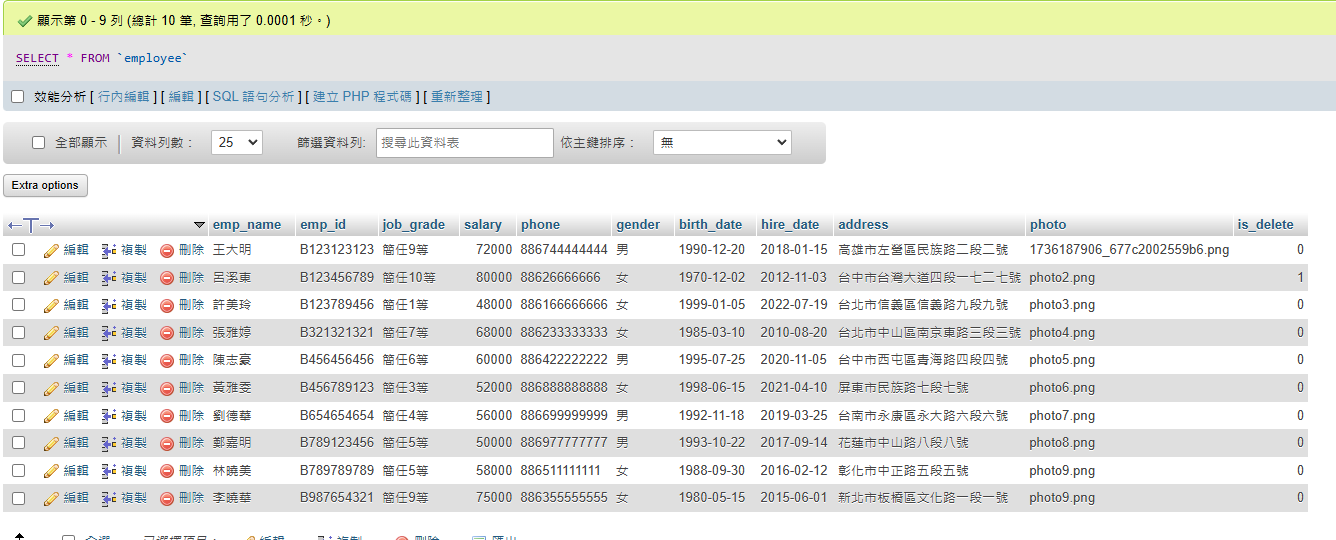 顯示第 0 - 9 列 (總計 10 筆, 查詢用了 0.0001 秒。)
SELECT * FROM `employee`
效能分析 [ 行內編輯 ] [ 編輯 ] [ SQL 語句分析 ] [ 建立 PHP 程式碼 ] [ 重新整理 ]
全部顯示 資料列數： 25 篩選資料列: 搜尋此資料表 依主鍵排序： 無
Extra options
emp_name emp_id job_grade salary phone gender birth_date hire_date address photo is_delete
編輯 複製 刪除 王大明 B123123123 簡任9等 72000 886744444444 男 1990-12-20 2018-01-15 高雄市左營區民族路二段二號 1736187906_677c2002559b6.png 0
編輯 複製 刪除 呂溪東 B123456789 簡任10等 80000 88626666666 女 1970-12-02 2012-11-03 台中市台灣大道四段一七二七號 photo2.png 1
編輯 複製 刪除 許美玲 B123789456 簡任1等 48000 886166666666 女 1999-01-05 2022-07-19 台北市信義區信義路九段九號 photo3.png 0
編輯 複製 刪除 張雅婷 B321321321 簡任7等 68000 886233333333 女 1985-03-10 2010-08-20 台北市中山區南京東路三段三號 photo4.png 0
編輯 複製 刪除 陳志豪 B456456456 簡任6等 60000 886422222222 男 1995-07-25 2020-11-05 台中市西屯區青海路四段四號 photo5.png 0
編輯 複製 刪除 黃雅雯 B456789123 簡任3等 52000 886888888888 女 1998-06-15 2021-04-10 屏東市民族路七段七號 photo6.png 0
編輯 複製 刪除 劉德華 B654654654 簡任4等 56000 886699999999 男 1992-11-18 2019-03-25 台南市永康區永大路六段六號 photo7.png 0
編輯 複製 刪除 鄭嘉明 B789123456 簡任5等 50000 886977777777 男 1993-10-22 2017-09-14 花蓮市中山路八段八號 photo8.png 0
編輯 複製 刪除 林曉美 B789789789 簡任5等 58000 886511111111 女 1988-09-30 2016-02-12 彰化市中正路五段五號 photo9.png 0
編輯 複製 刪除 李曉華 B987654321 簡任9等 75000 886355555555 女 1980-05-15 2015-06-01 新北市板橋區文化路一段一號 photo9.png 0